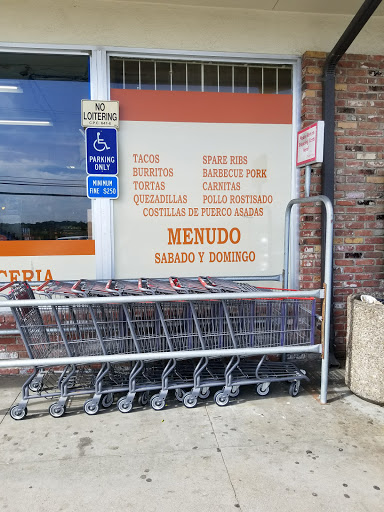 NO
LOITERING
PARKING
ONLY
MINIMUM
FINE $250
TACOS
BURRITOS
TORTAS
QUEZADILLAS
SPARE RIBS
BARBECUE PORK
CARNITAS
POLLO ROSTISADO
COSTILLAS DE PUERCO ASADAS
MENUDO
SABADO Y DOMINGO
CERIA